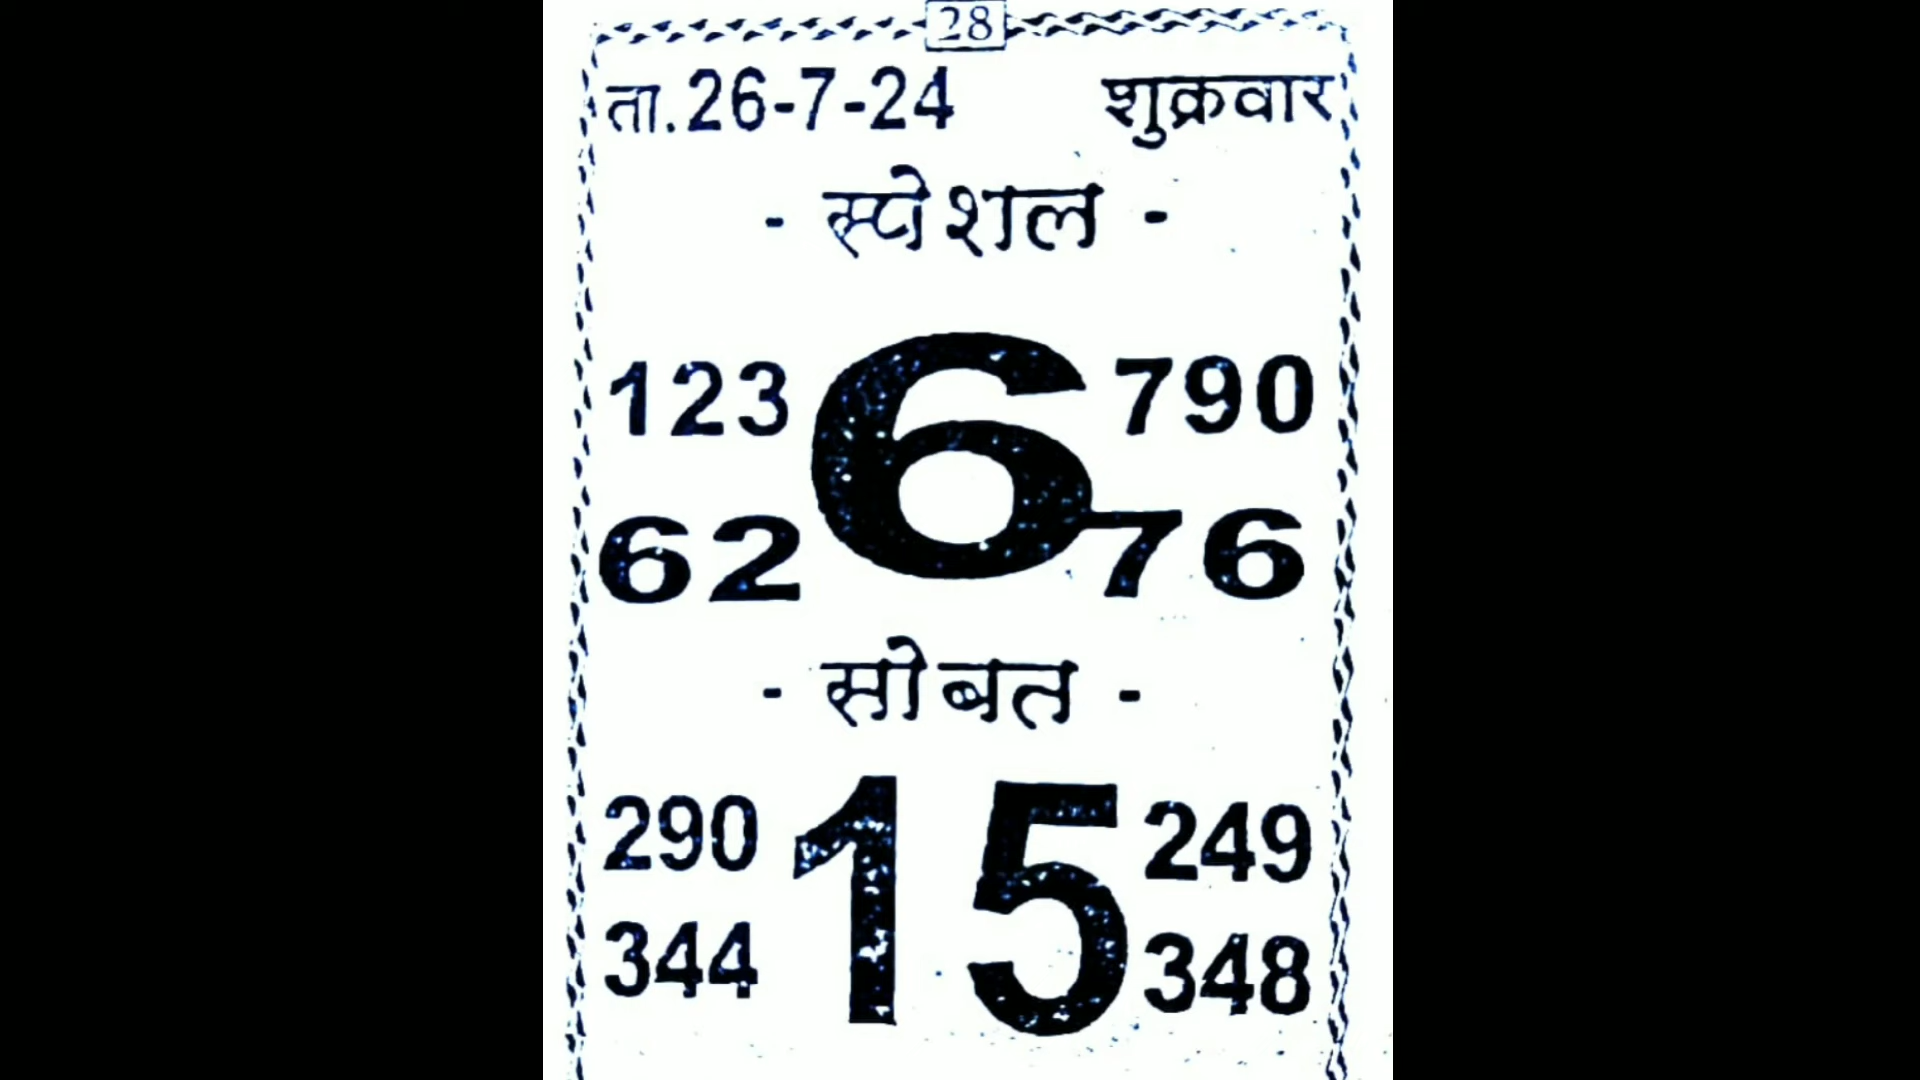 28
ता. 26-7-24 शुक्रवार
- स्पेशल -
123 6 790
62 76
- सोबत -
290 15 249
344 348